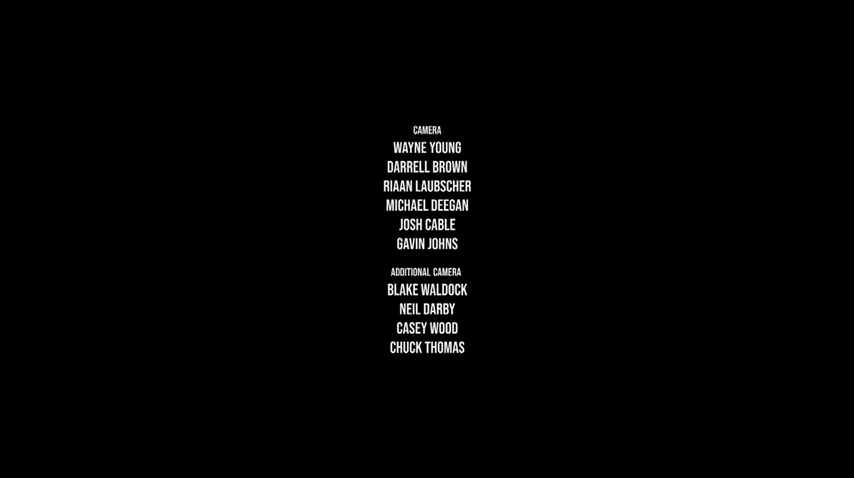 CAMERA
WAYNE YOUNG
DARRELL BROWN
RIAAN LAUBSCHER
MICHAEL DEEGAN
JOSH CABLE
GAVIN JOHNS
ADDITIONAL CAMERA
BLAKE WALDOCK
NEIL DARBY
CASEY WOOD
CHUCK THOMAS